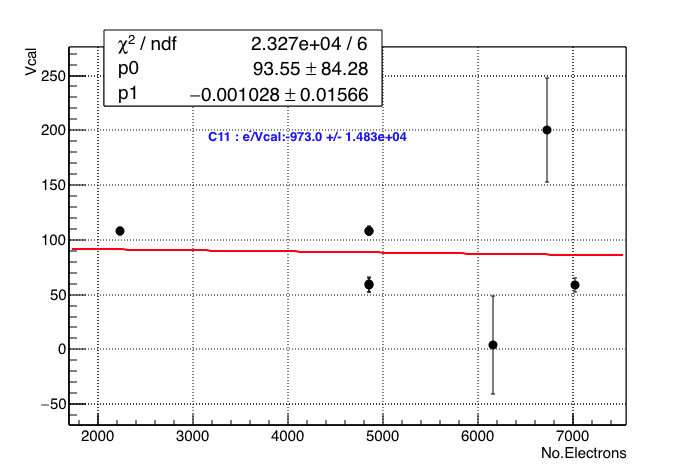 χ² / ndf 2.327e+04 / 6
p0 93.55 ± 84.28
p1 −0.001028 ± 0.01566
C11 : e/Vcal:-973.0 +/- 1.483e+04
Vcal
250
200
150
100
50
0
−50
2000 3000 4000 5000 6000 7000
No.Electrons